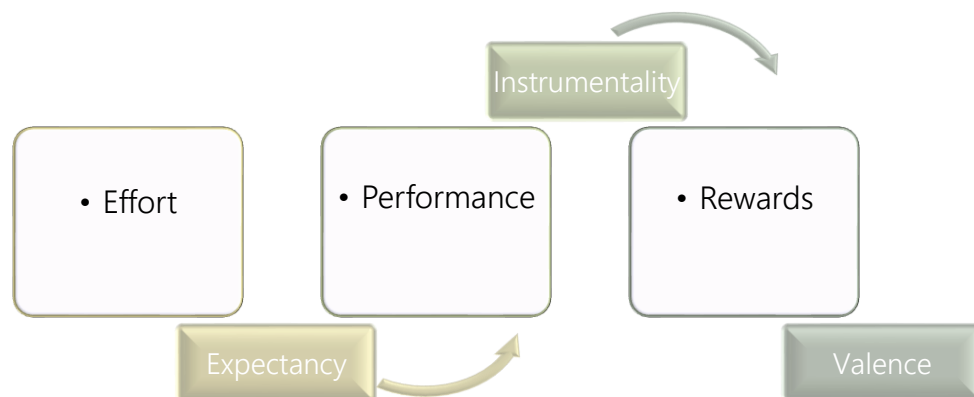 Instrumentality
• Effort
• Performance
• Rewards
Expectancy
Valence